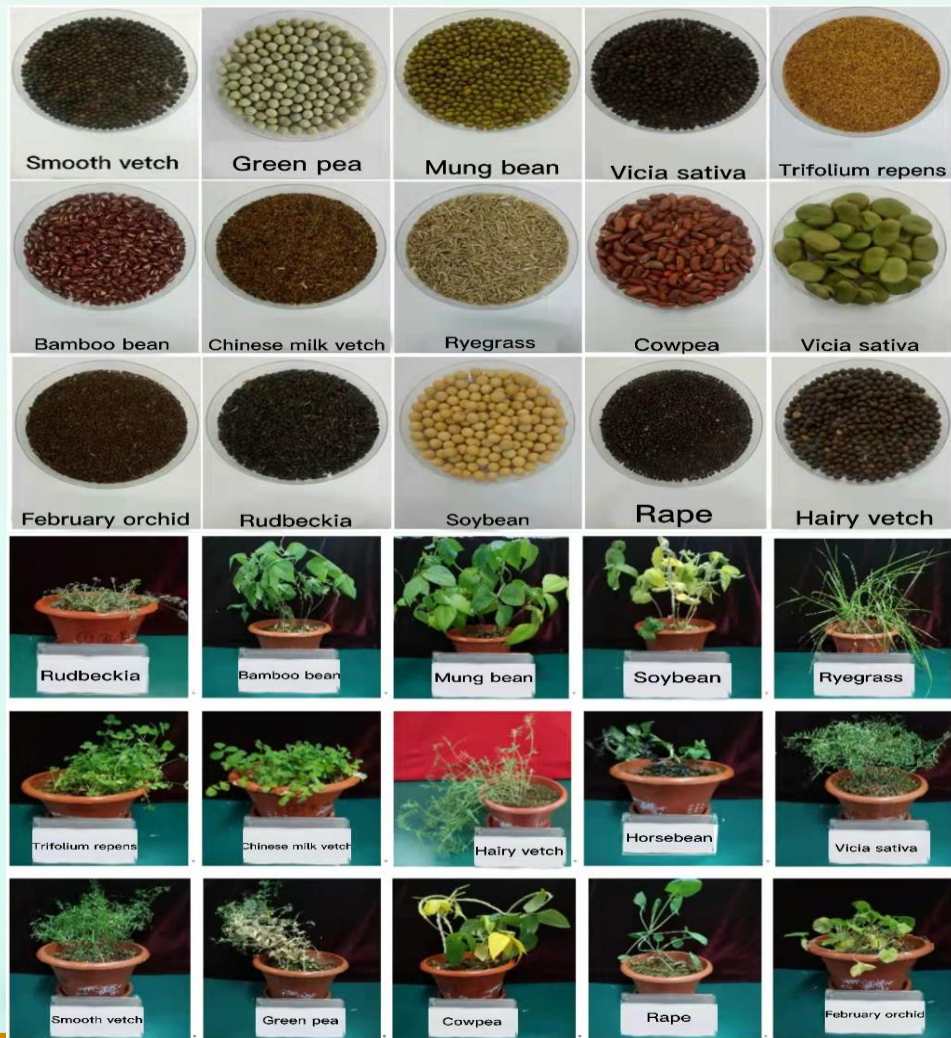 Smooth vetch
Green pea
Mung bean
Vicia sativa
Trifolium repens
Bamboo bean
Chinese milk vetch
Ryegrass
Cowpea
Vicia sativa
February orchid
Rudbeckia
Soybean
Rape
Hairy vetch
Rudbeckia
Bamboo bean
Mung bean
Soybean
Ryegrass
Trifolium repens
Chinese milk vetch
Hairy vetch
Horsebean
Vicia sativa
Smooth vetch
Green pea
Cowpea
Rape
February orchid